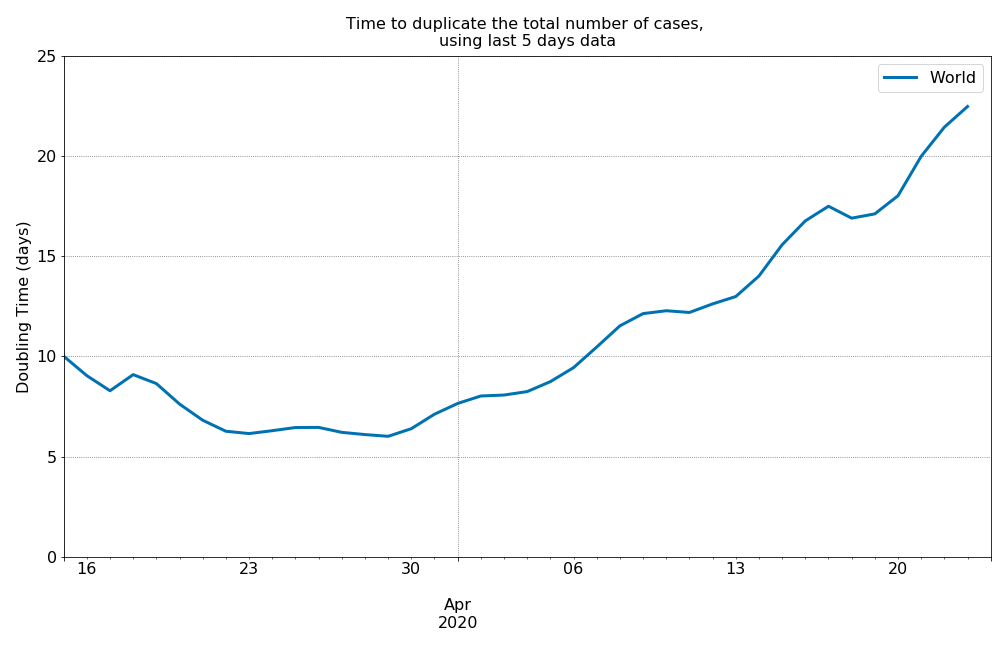 Time to duplicate the total number of cases,
using last 5 days data
World
Doubling Time (days)
25
20
15
10
5
0
16 23 30 06 13 20
Apr
2020